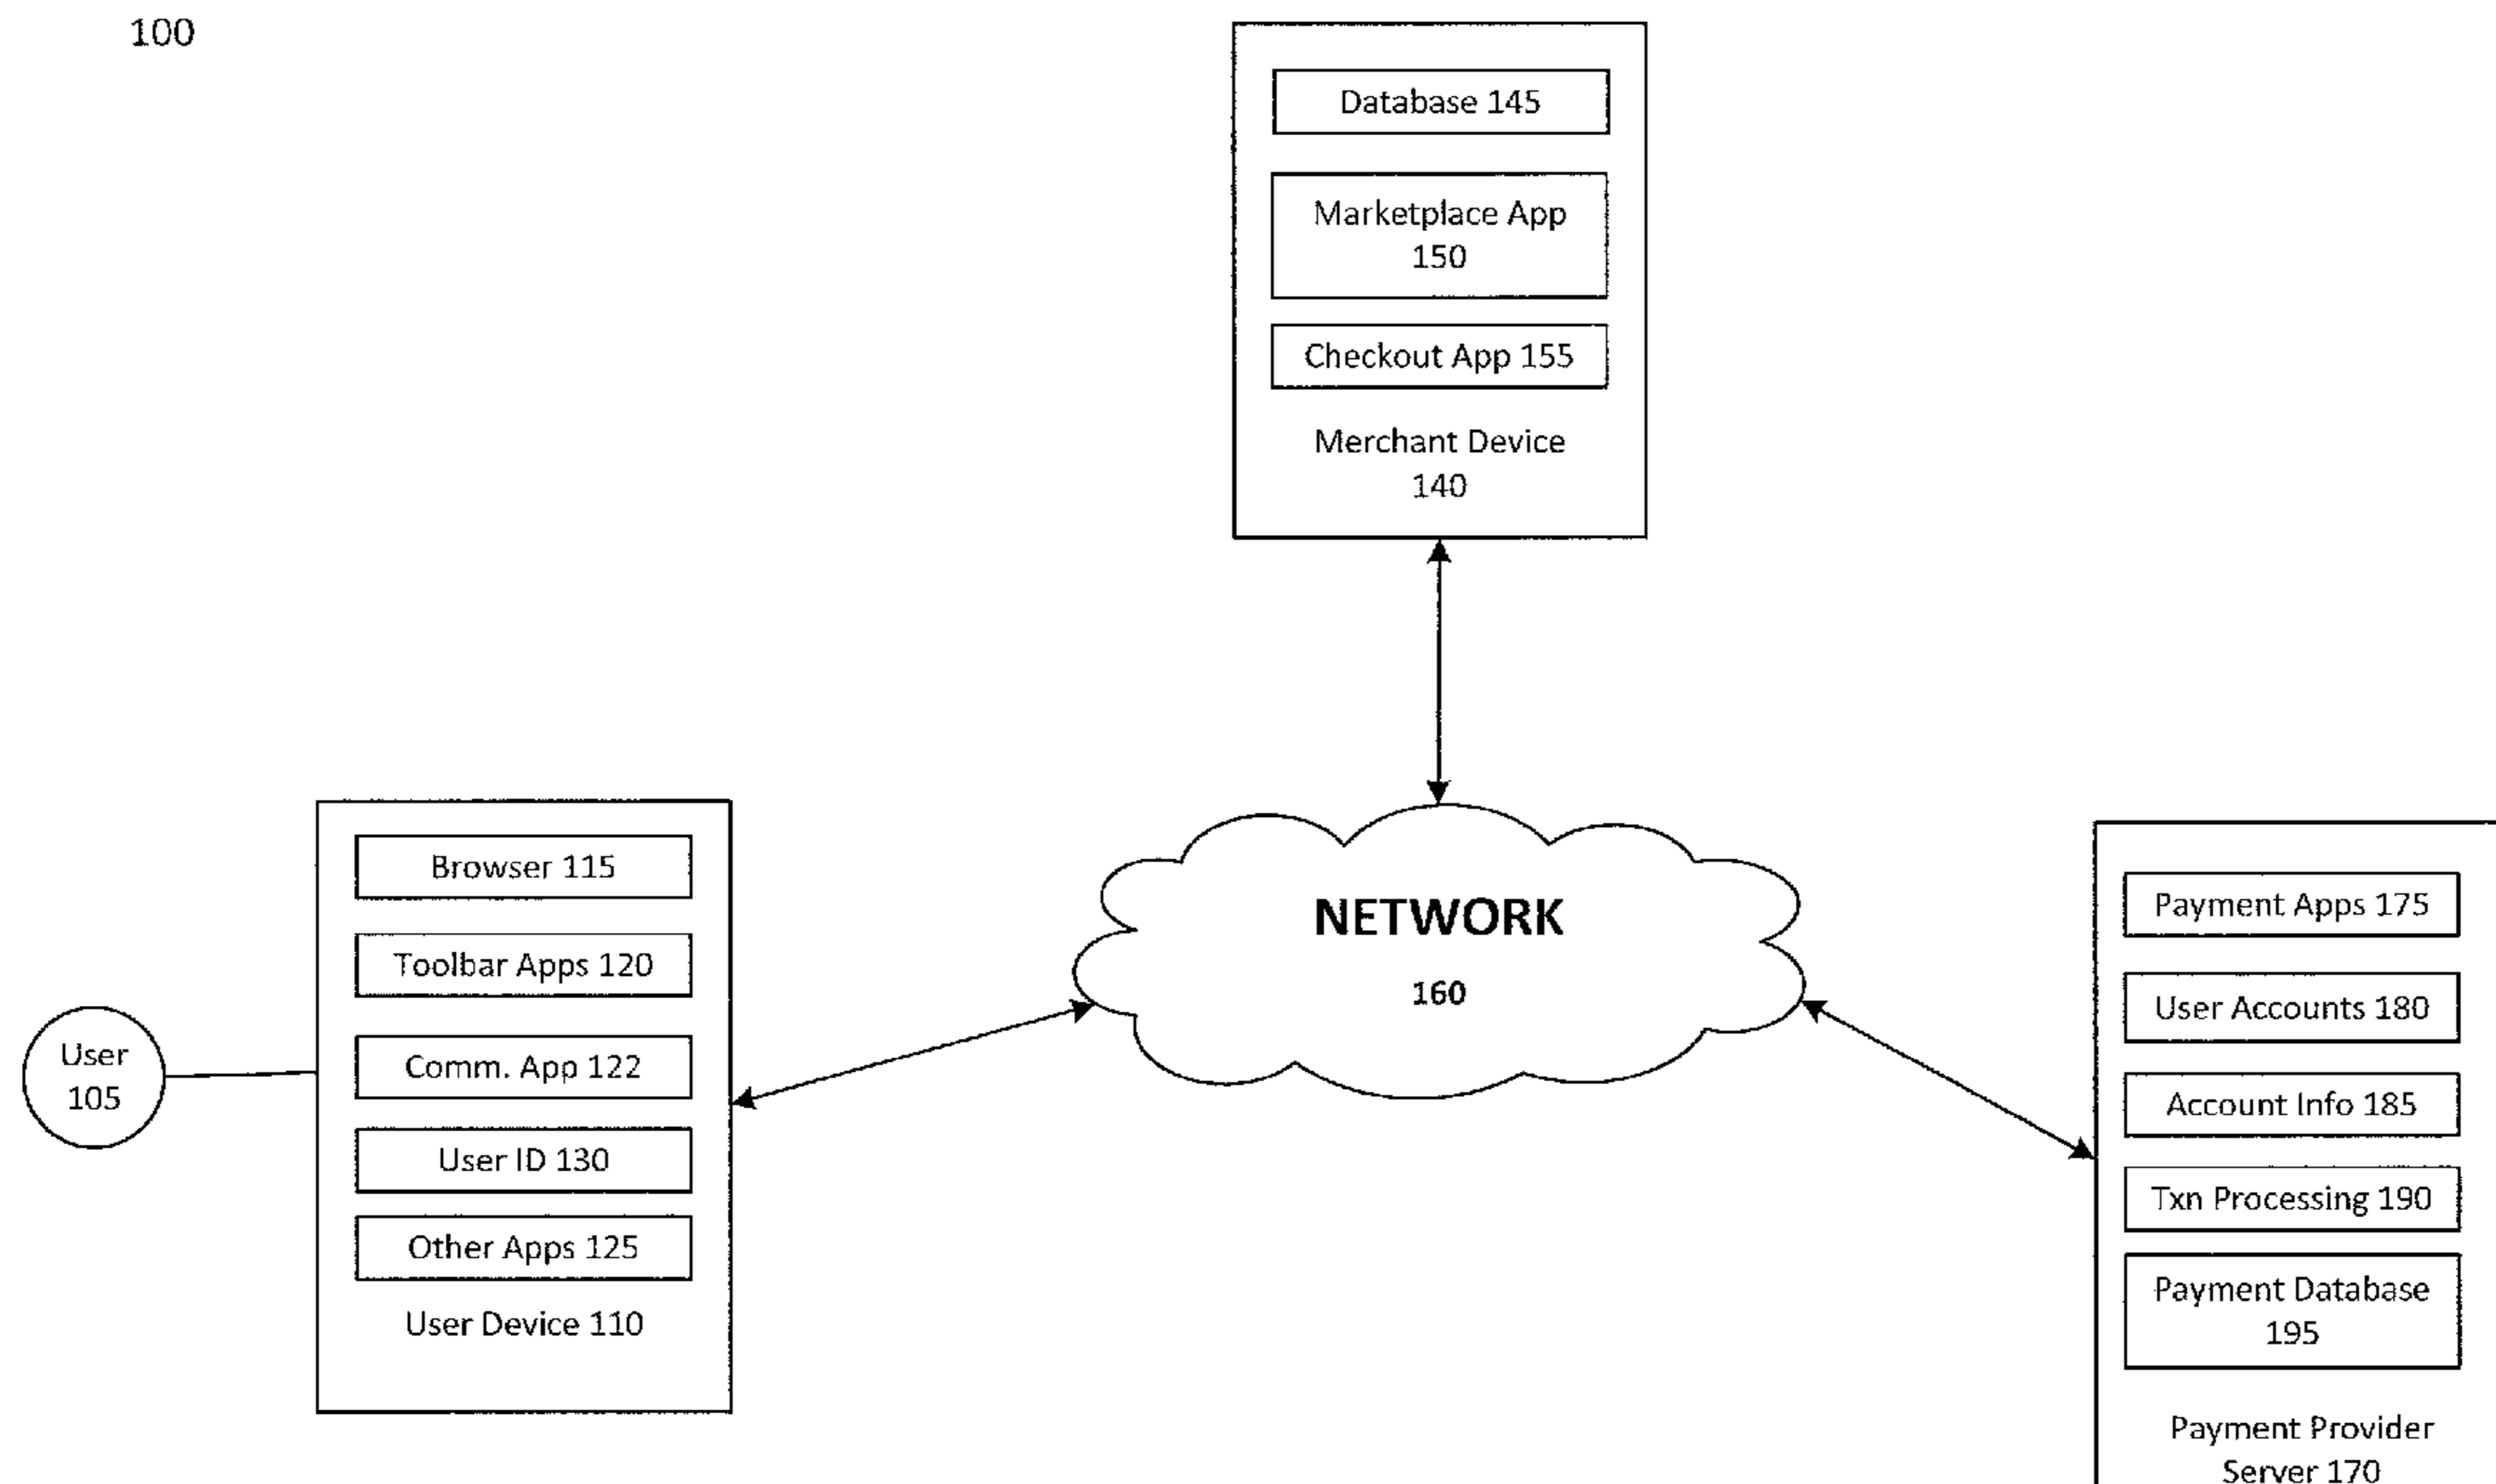 100
Database 145
Marketplace App
150
Checkout App 155
Merchant Device
140
Browser 115
Toolbar Apps 120
Comm. App 122
User ID 130
Other Apps 125
User Device 110
User
105
NETWORK
160
Payment Apps 175
User Accounts 180
Account Info 185
Txn Processing 190
Payment Database
195
Payment Provider
Server 170